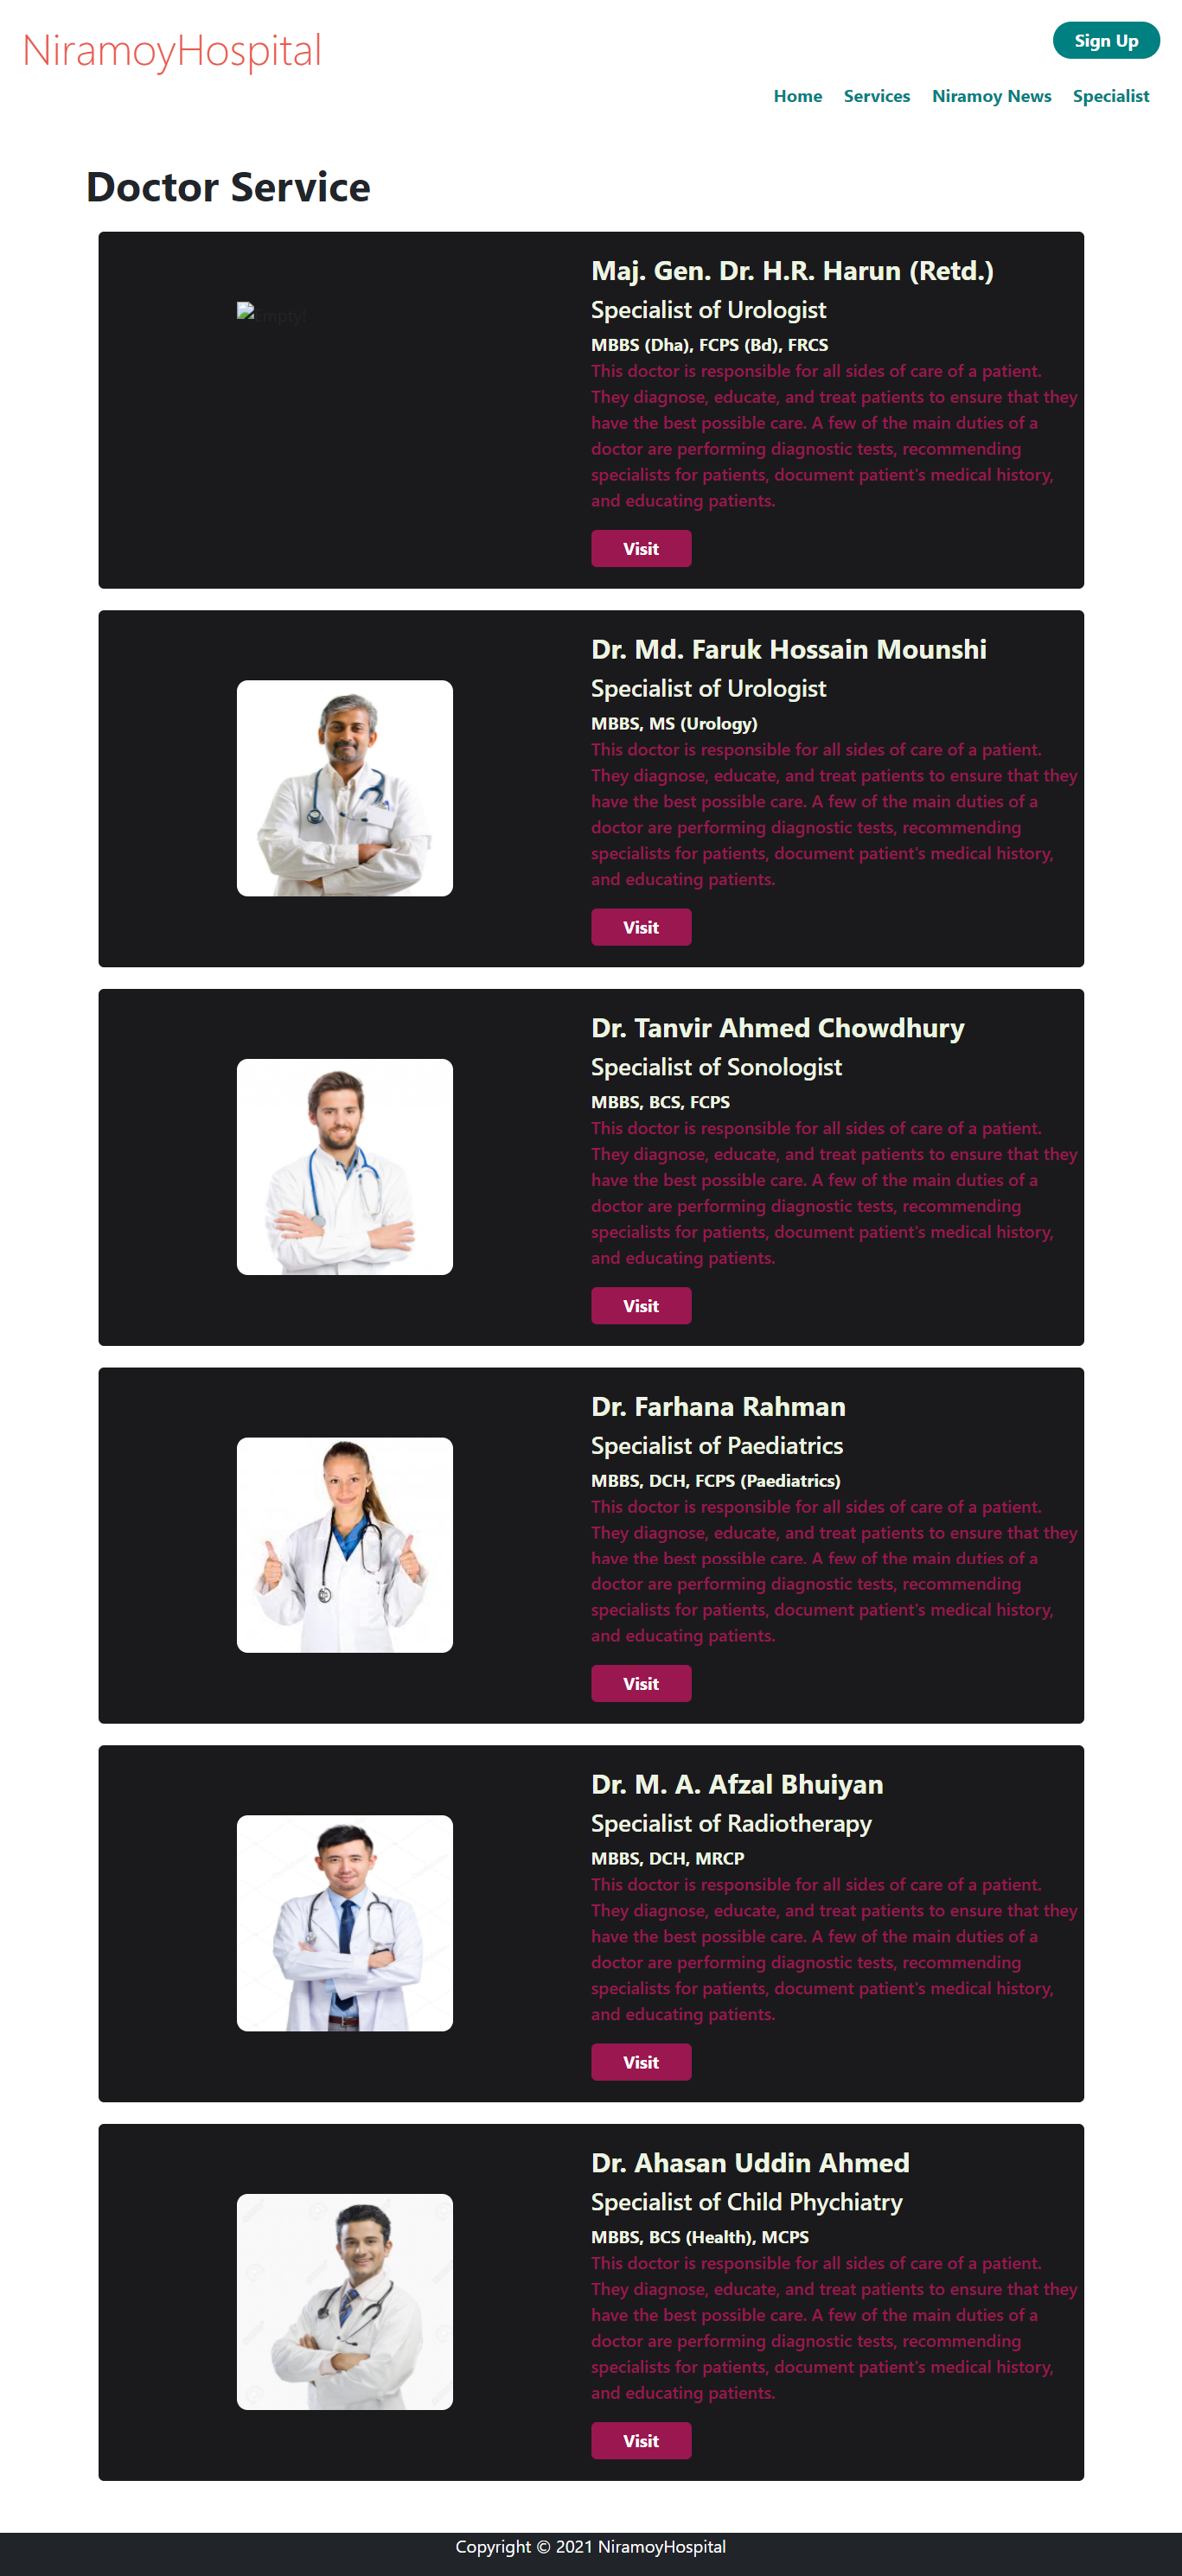 NiramoyHospital
Sign Up
Home Services Niramoy News Specialist
Doctor Service
Empty!
Maj. Gen. Dr. H.R. Harun (Retd.)
Specialist of Urologist
MBBS (Dha), FCPS (Bd), FRCS
This doctor is responsible for all sides of care of a patient.
They diagnose, educate, and treat patients to ensure that they
have the best possible care. A few of the main duties of a
doctor are performing diagnostic tests, recommending
specialists for patients, document patient's medical history,
and educating patients.
Visit
Dr. Md. Faruk Hossain Mounshi
Specialist of Urologist
MBBS, MS (Urology)
This doctor is responsible for all sides of care of a patient.
They diagnose, educate, and treat patients to ensure that they
have the best possible care. A few of the main duties of a
doctor are performing diagnostic tests, recommending
specialists for patients, document patient's medical history,
and educating patients.
Visit
Dr. Tanvir Ahmed Chowdhury
Specialist of Sonologist
MBBS, BCS, FCPS
This doctor is responsible for all sides of care of a patient.
They diagnose, educate, and treat patients to ensure that they
have the best possible care. A few of the main duties of a
doctor are performing diagnostic tests, recommending
specialists for patients, document patient's medical history,
and educating patients.
Visit
Dr. Farhana Rahman
Specialist of Paediatrics
MBBS, DCH, FCPS (Paediatrics)
This doctor is responsible for all sides of care of a patient.
They diagnose, educate, and treat patients to ensure that they
have the best possible care. A few of the main duties of a
doctor are performing diagnostic tests, recommending
specialists for patients, document patient's medical history,
and educating patients.
Visit
Dr. M. A. Afzal Bhuiyan
Specialist of Radiotherapy
MBBS, DCH, MRCP
This doctor is responsible for all sides of care of a patient.
They diagnose, educate, and treat patients to ensure that they
have the best possible care. A few of the main duties of a
doctor are performing diagnostic tests, recommending
specialists for patients, document patient's medical history,
and educating patients.
Visit
Dr. Ahasan Uddin Ahmed
Specialist of Child Phychiatry
MBBS, BCS (Health), MCPS
This doctor is responsible for all sides of care of a patient.
They diagnose, educate, and treat patients to ensure that they
have the best possible care. A few of the main duties of a
doctor are performing diagnostic tests, recommending
specialists for patients, document patient's medical history,
and educating patients.
Visit
Copyright © 2021 NiramoyHospital